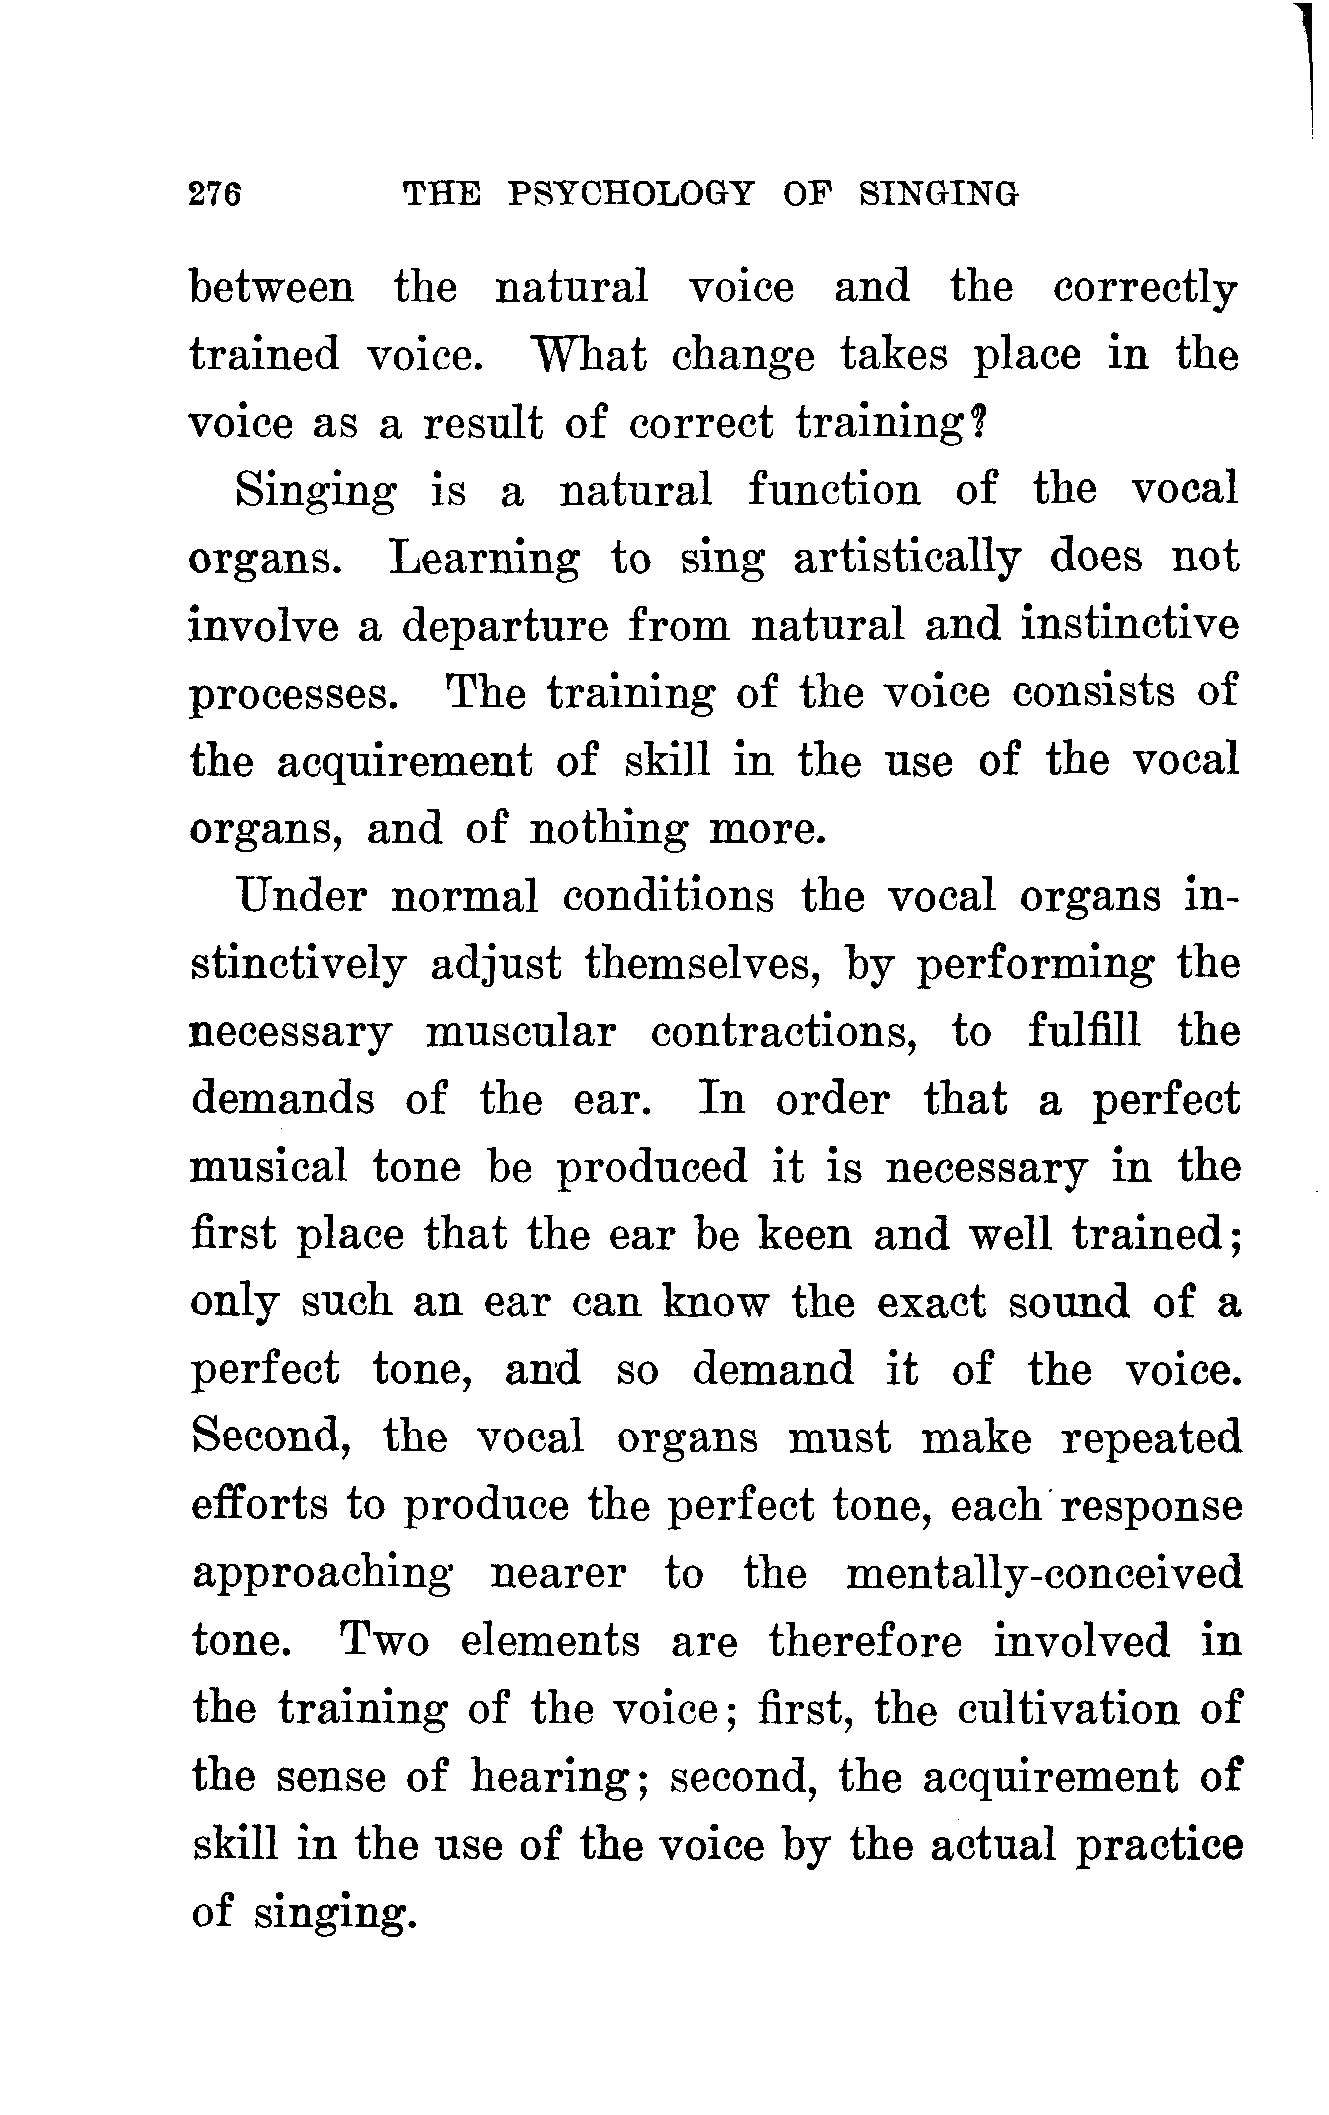 276 THE PSYCHOLOGY OF SINGING
between the natural voice and the correctly
trained voice. What change takes place in the
voice as a result of correct training?
Singing is a natural function of the vocal
organs. Learning to sing artistically does not
involve a departure from natural and instinctive
processes. The training of the voice consists of
the acquirement of skill in the use of the vocal
organs, and of nothing more.
Under normal conditions the vocal organs in-
stinctively adjust themselves, by performing the
necessary muscular contractions, to fulfill the
demands of the ear. In order that a perfect
musical tone be produced it is necessary in the
first place that the ear be keen and well trained;
only such an ear can know the exact sound of a
perfect tone, and so demand it of the voice.
Second, the vocal organs must make repeated
efforts to produce the perfect tone, each response
approaching nearer to the mentally-conceived
tone. Two elements are therefore involved in
the training of the voice; first, the cultivation of
the sense of hearing; second, the acquirement of
skill in the use of the voice by the actual practice
of singing.